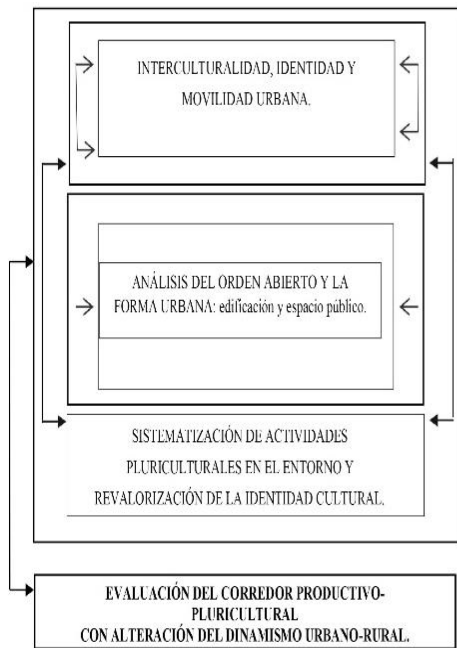 INTERCULTURALIDAD, IDENTIDAD Y
MOVILIDAD URBANA.
ANÁLISIS DEL ORDEN ABIERTO Y LA
FORMA URBANA: edificación y espacio público.
SISTEMATIZACIÓN DE ACTIVIDADES
PLURICULTURALES EN EL ENTORNO Y
REVALORIZACIÓN DE LA IDENTIDAD CULTURAL.
EVALUACIÓN DEL CORREDOR PRODUCTIVO-
PLURICULTURAL
CON ALTERACIÓN DEL DINAMISMO URBANO-RURAL.